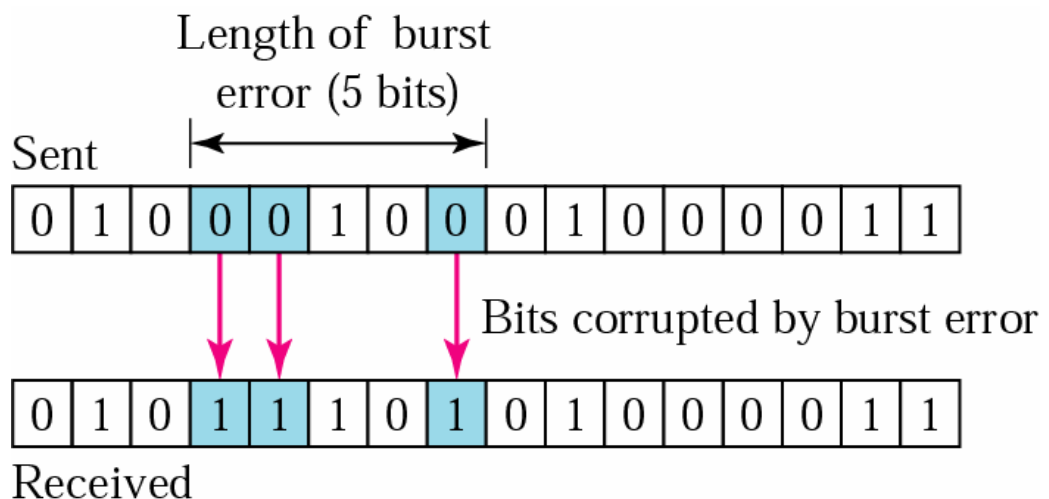 Length of burst
error (5 bits)
Sent
0 1 0 0 0 1 0 0 0 1 0 0 0 0 1 1
Bits corrupted by burst error
0 1 0 1 1 1 0 1 0 1 0 0 0 0 1 1
Received